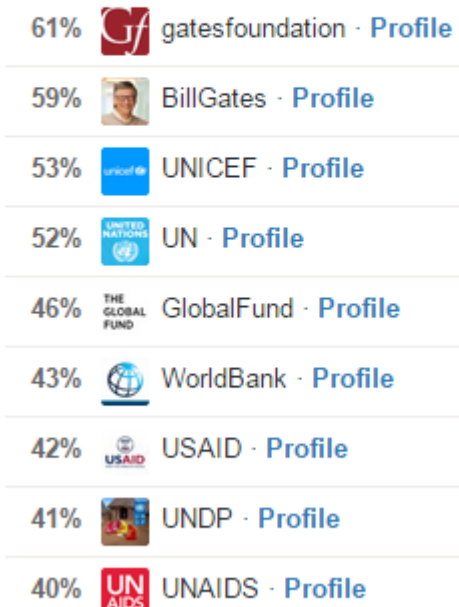 61% Gf gatesfoundation · Profile
59% BillGates · Profile
53% unicef UNICEF · Profile
52% UNITED NATIONS UN · Profile
46% THE GLOBAL FUND GlobalFund · Profile
43% WorldBank · Profile
42% USAID USAID · Profile
41% UNDP · Profile
40% UN AIDS UNAIDS · Profile